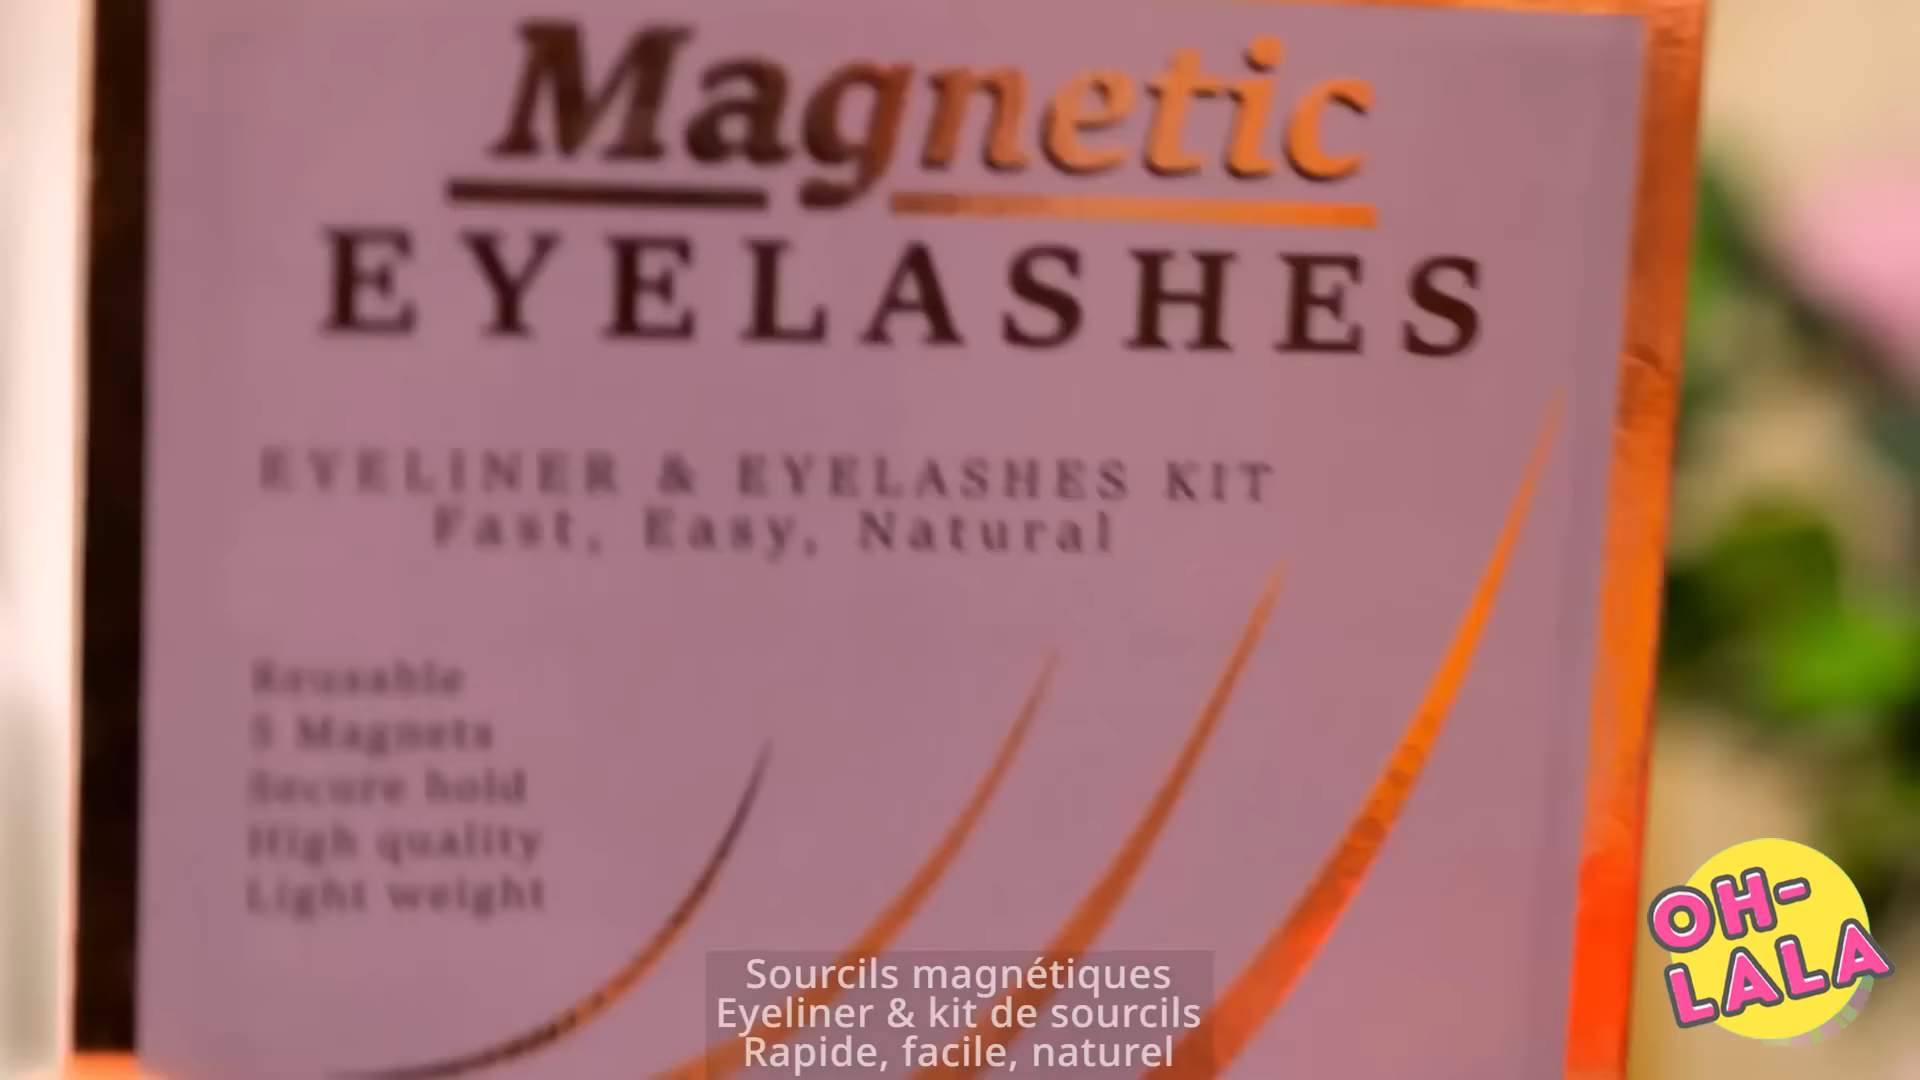 Magnetic
EYELASHES
EYELINER & EYELASHES KIT
Fast, Easy, Natural
Reusable
5 Magnets
Secure hold
High quality
Light weight
Sourcils magnétiques
Eyeliner & kit de sourcils
Rapide, facile, naturel
OH-
LALA